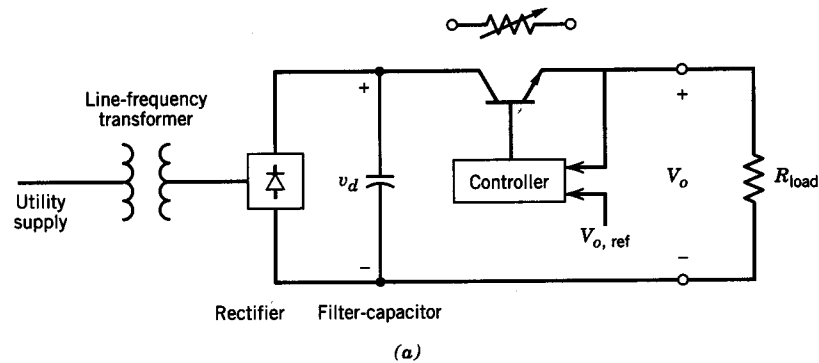 Line-frequency
transformer
Utility
supply
+
v_d
−
Controller
V_o, ref
+
V_o
−
R_load
Rectifier
Filter-capacitor
(a)